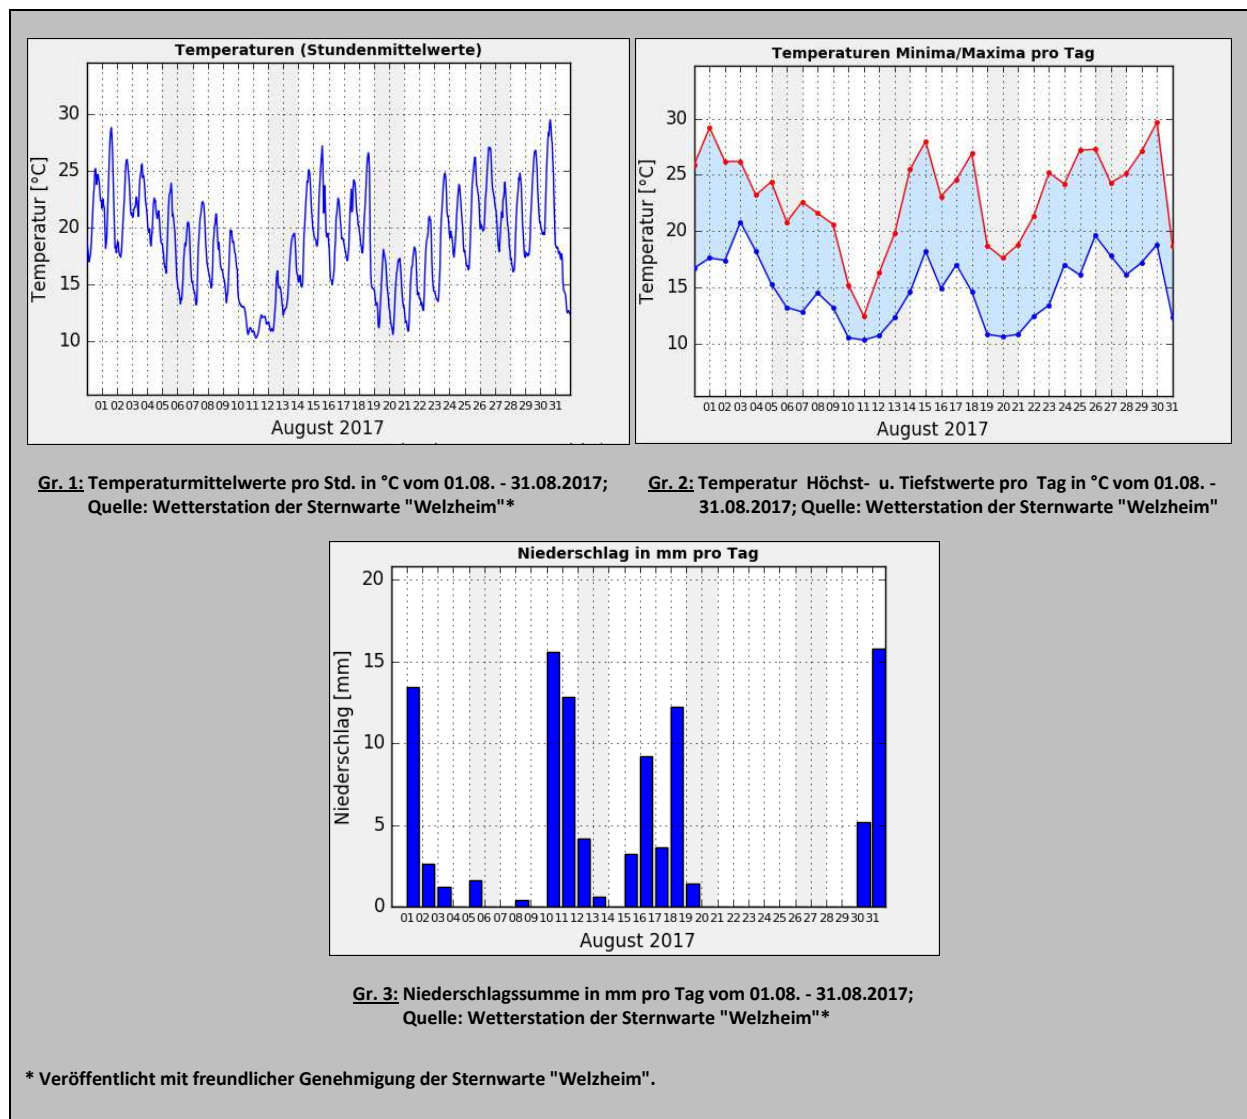 Temperaturen (Stundenmittelwerte)
Temperatur [°C]
30
25
20
15
10
01 02 03 04 05 06 07 08 09 10 11 12 13 14 15 16 17 18 19 20 21 22 23 24 25 26 27 28 29 30 31
August 2017
Temperaturen Minima/Maxima pro Tag
Temperatur [°C]
30
25
20
15
10
01 02 03 04 05 06 07 08 09 10 11 12 13 14 15 16 17 18 19 20 21 22 23 24 25 26 27 28 29 30 31
August 2017
Gr. 1: Temperaturmittelwerte pro Std. in °C vom 01.08. - 31.08.2017;
Quelle: Wetterstation der Sternwarte "Welzheim"*
Gr. 2: Temperatur Höchst- u. Tiefstwerte pro Tag in °C vom 01.08. -
31.08.2017; Quelle: Wetterstation der Sternwarte "Welzheim"
Niederschlag in mm pro Tag
Niederschlag [mm]
20
15
10
5
0
01 02 03 04 05 06 07 08 09 10 11 12 13 14 15 16 17 18 19 20 21 22 23 24 25 26 27 28 29 30 31
August 2017
Gr. 3: Niederschlagssumme in mm pro Tag vom 01.08. - 31.08.2017;
Quelle: Wetterstation der Sternwarte "Welzheim"*
* Veröffentlicht mit freundlicher Genehmigung der Sternwarte "Welzheim".